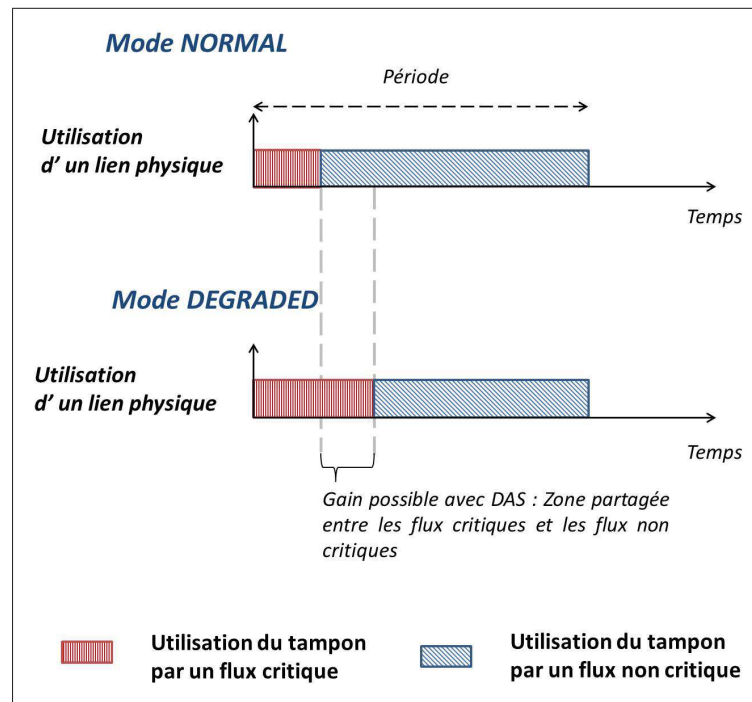 Mode NORMAL
Période
Utilisation
d’ un lien physique
Temps
Mode DEGRADED
Utilisation
d’ un lien physique
Temps
Gain possible avec DAS : Zone partagée
entre les flux critiques et les flux non
critiques
Utilisation du tampon
par un flux critique
Utilisation du tampon
par un flux non critique